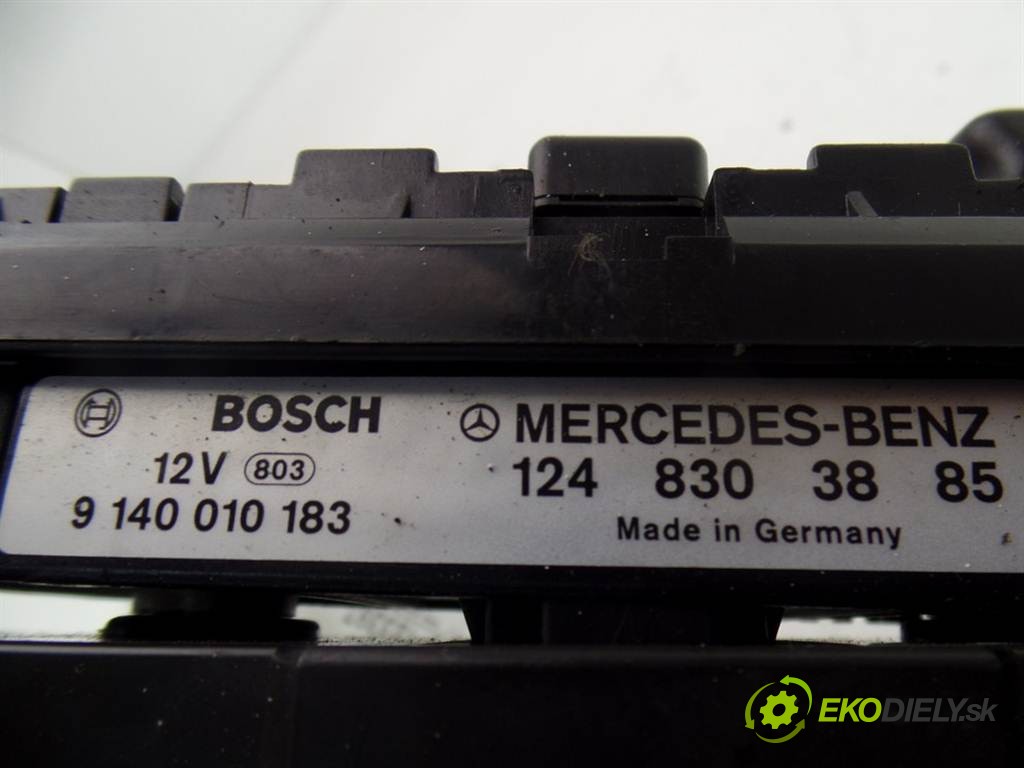 BOSCH
12V 803
9 140 010 183
MERCEDES-BENZ
124 830 38 85
Made in Germany
EKODIELY.sk